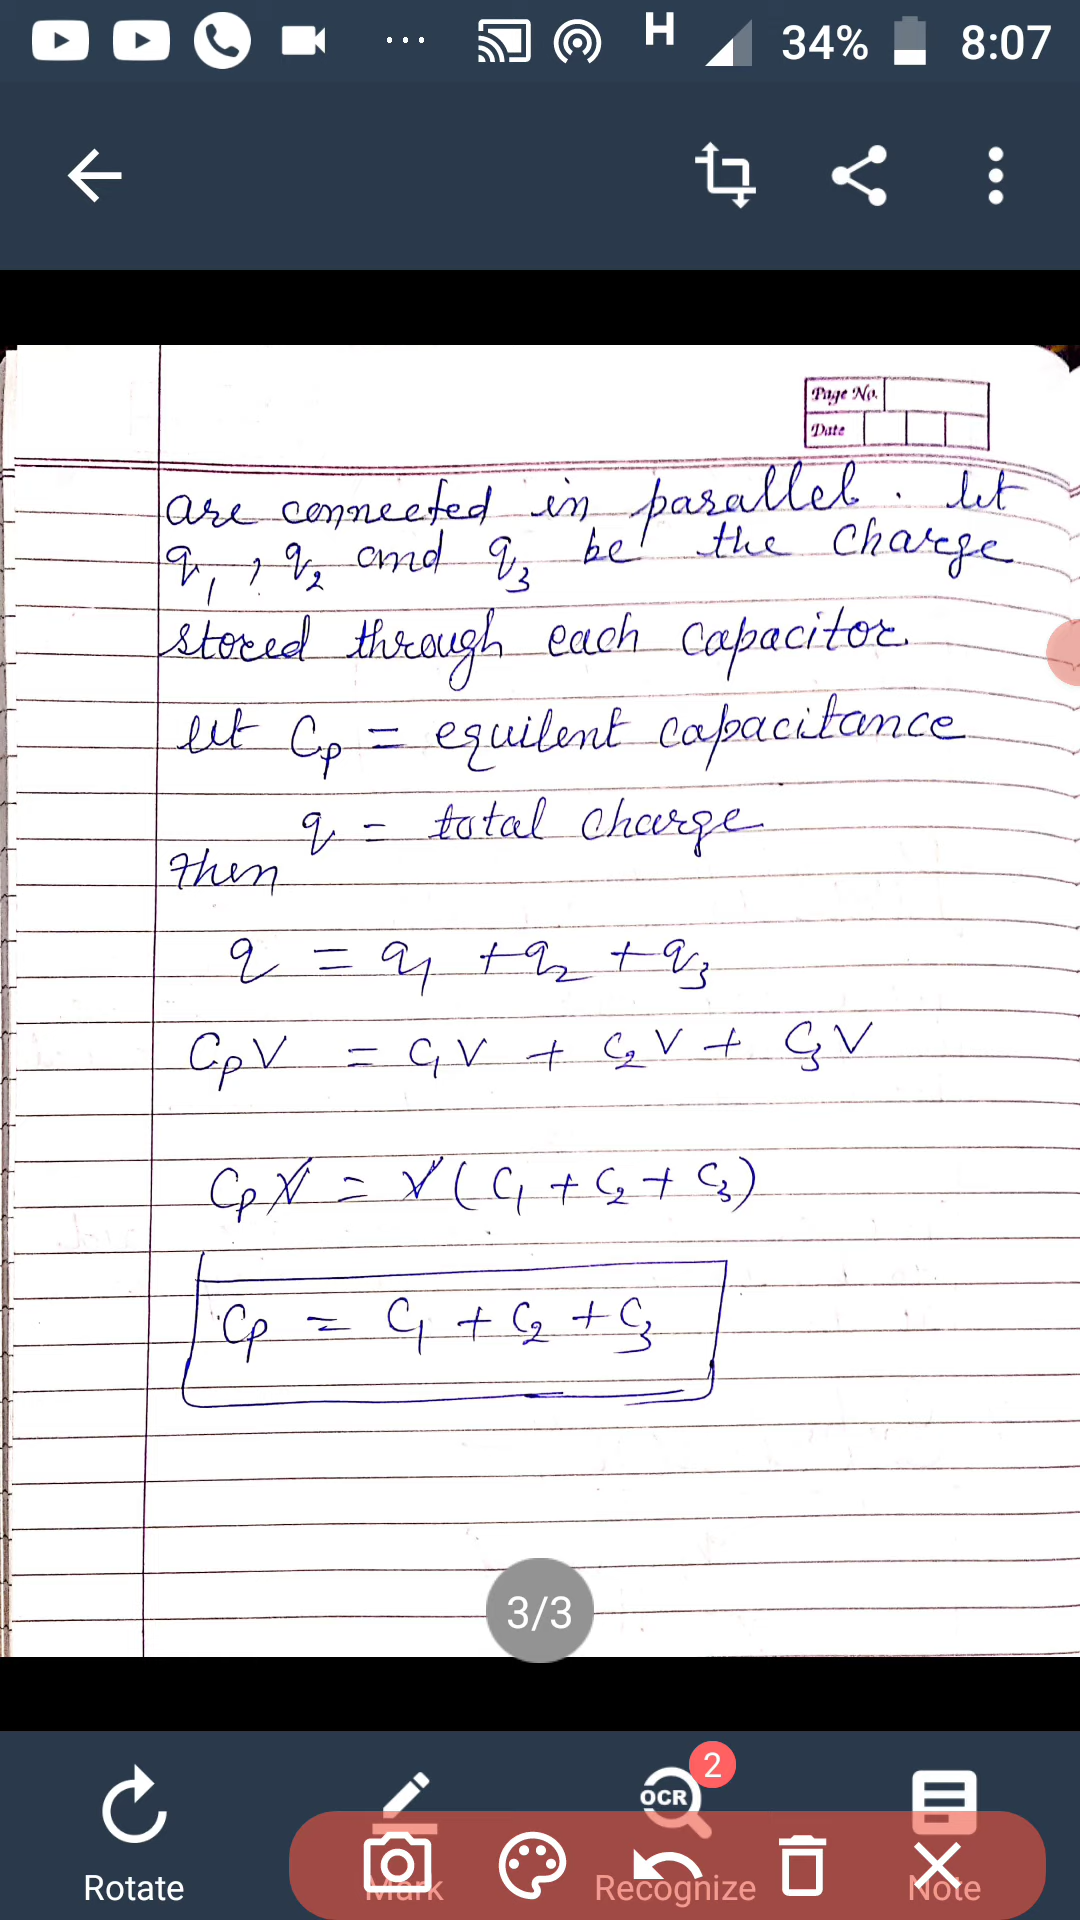 H 34% 8:07
Page No.
Date
are connected in parallel. let
q₁, q₂ and q₃ be the charge
stored through each capacitor.
let Cp = equilent capacitance
q = total charge
then
q = q₁ + q₂ + q₃
CpV = C₁V + C₂V + C₃V
CpV = V(C₁ + C₂ + C₃)
Cp = C₁ + C₂ + C₃
3/3
2
OCR
Rotate Mark Recognize Note